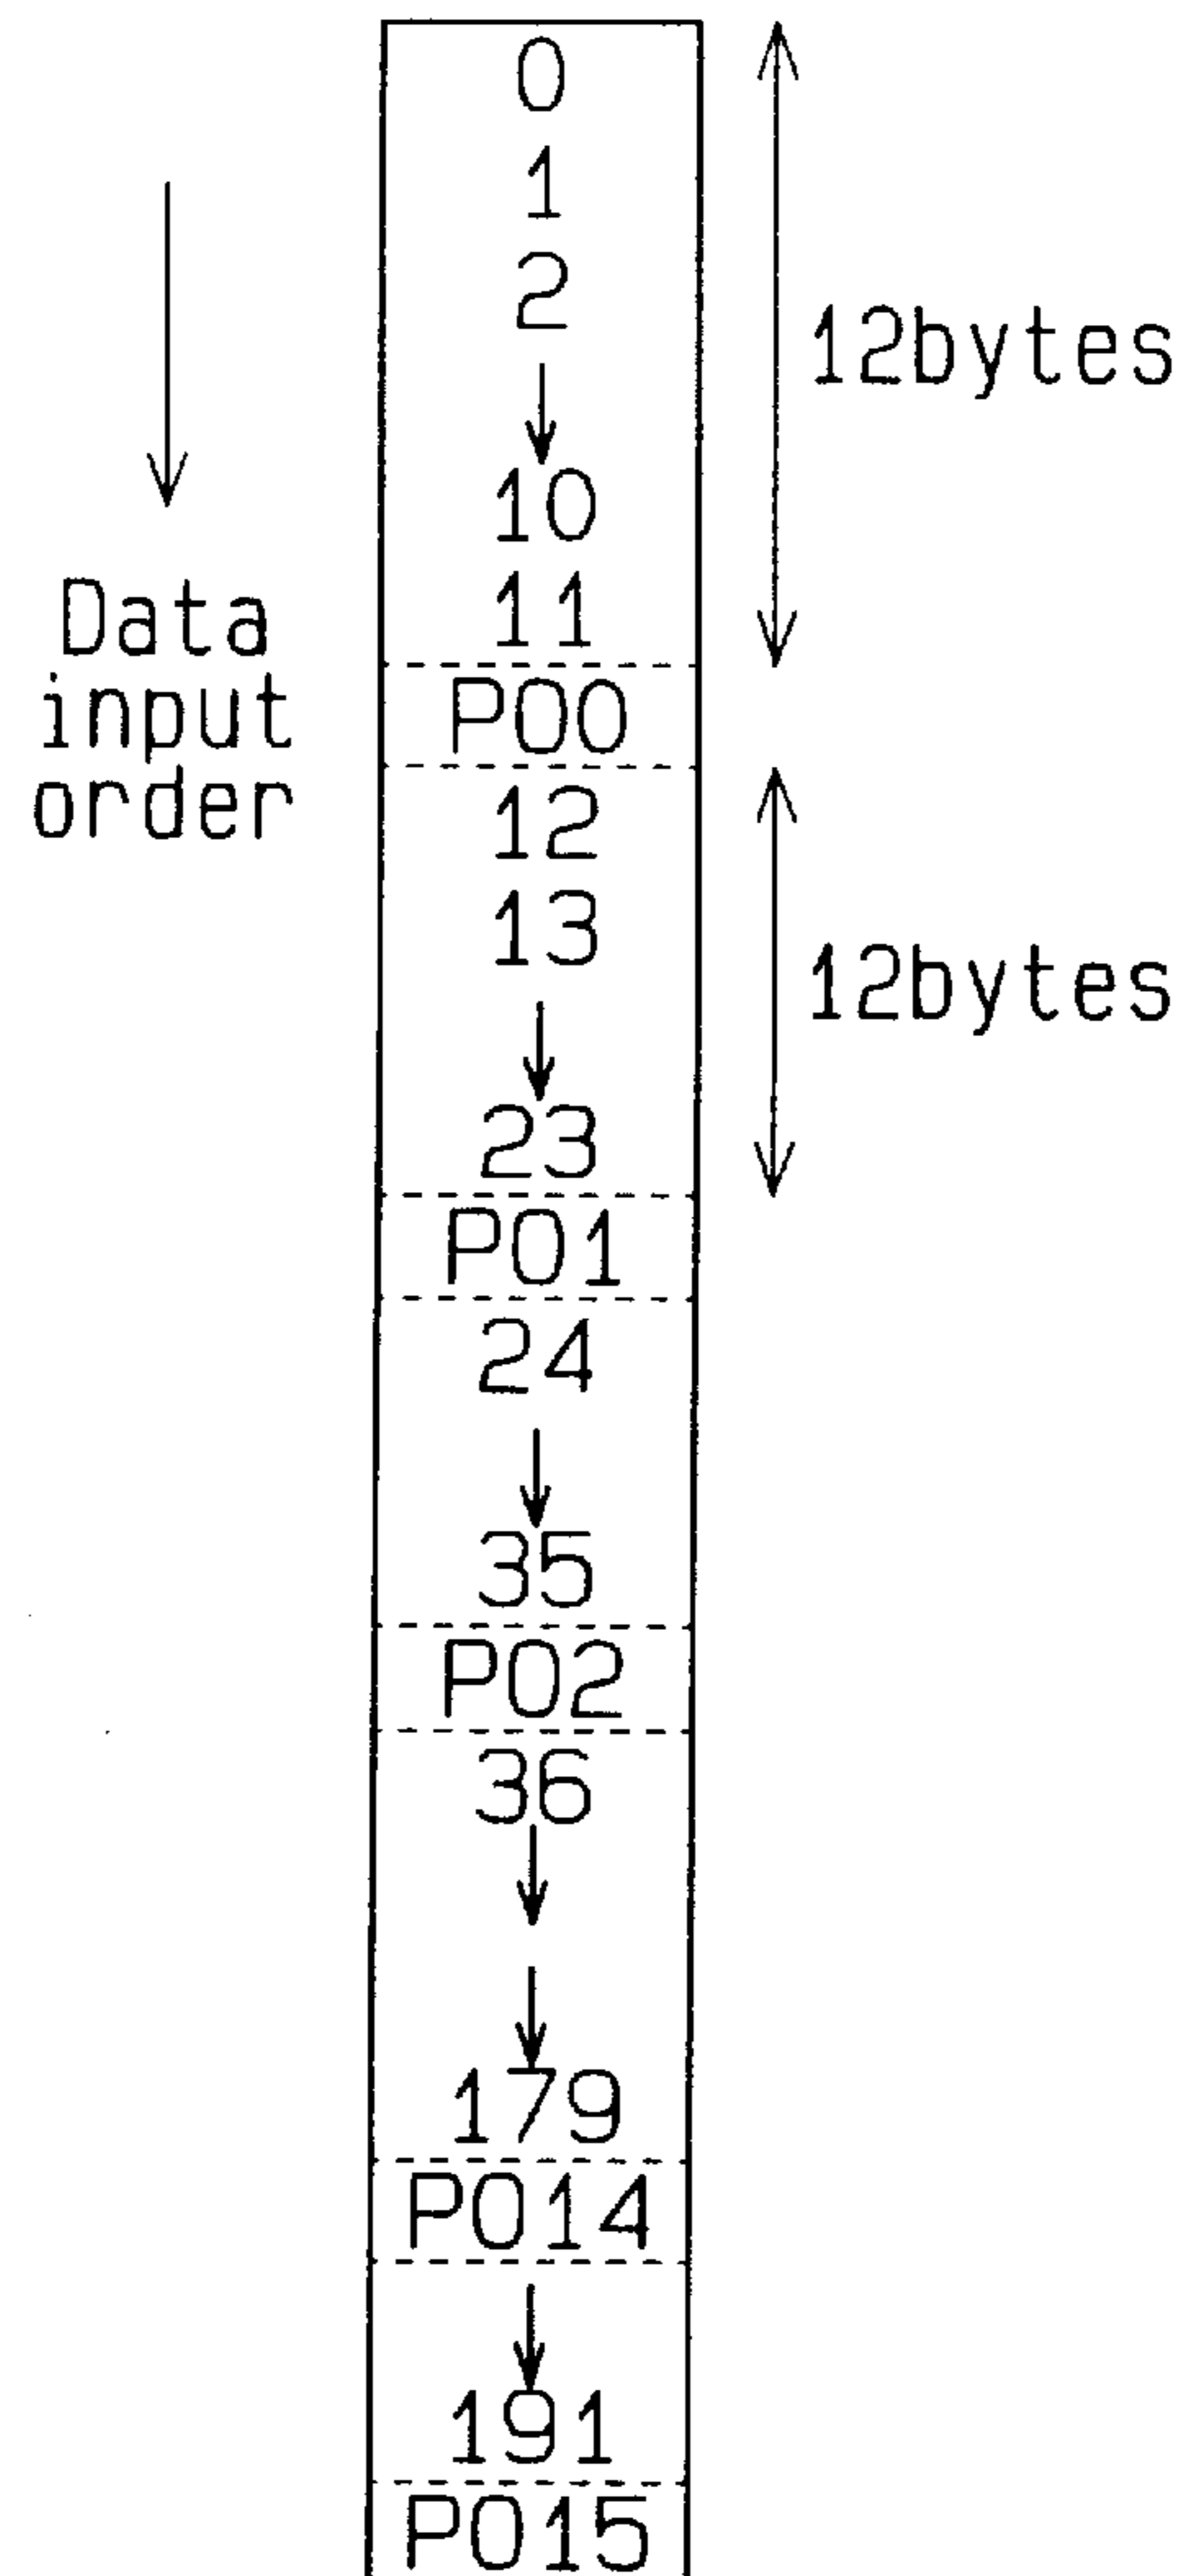 0
1
2
12bytes
10
11
Data
input
order
P00
12
13
12bytes
23
P01
24
35
P02
36
179
P014
191
P015